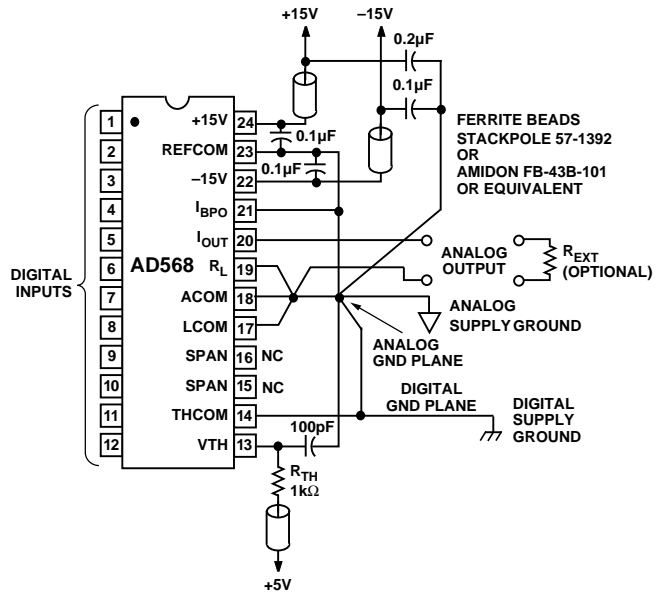 +15V
–15V
0.2µF
0.1µF
FERRITE BEADS
STACKPOLE 57-1392
OR
AMIDON FB-43B-101
OR EQUIVALENT
1
2
3
4
5
6
7
8
9
10
11
12
DIGITAL
INPUTS
AD568
+15V 24
REFCOM 23
–15V 22
IBPO 21
IOUT 20
RL 19
ACOM 18
LCOM 17
SPAN 16 NC
SPAN 15 NC
THCOM 14
VTH 13
0.1µF
0.1µF
ANALOG
OUTPUT
REXT
(OPTIONAL)
ANALOG
SUPPLY GROUND
ANALOG
GND PLANE
DIGITAL
GND PLANE
DIGITAL
SUPPLY
GROUND
100pF
RTH
1kΩ
+5V